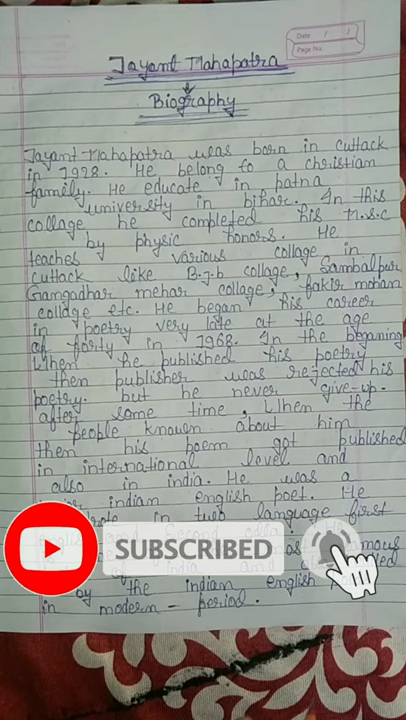 Date / /
Page No.
Jayant Mahapatra
Biography
Jayant Mahapatra was born in cuttack
in 1928. He belong to a christian
family. He educate in patna
university in bihar. In this
collage he completed his M.s.c
by physic honors. He
teaches various collage in
cuttack like B.J.b collage, Sambalpur
Gangadhar mehar collage, fakir moham
collage etc. He began his career
in poetry very late at the age
of forty in 1968. In the begaming
When he published his poetry
then publisher was rejected his
poetry. but he never give-up.
after some time, When the
people knowen about him
then his poem got published
in international level and
also in india. He was a
indian english poet. He
in two language first
SUBSCRIBED
of india and
by the indian english
in modern - period.